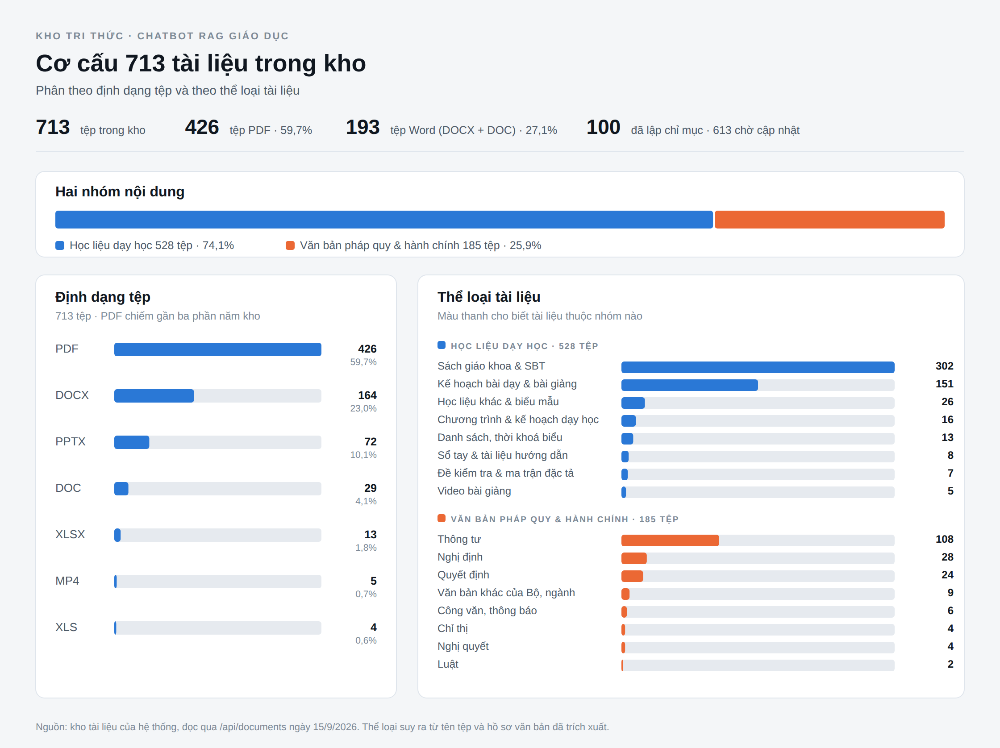 KHO TRI THỨC · CHATBOT RAG GIÁO DỤC
Cơ cấu 713 tài liệu trong kho
Phân theo định dạng tệp và theo thể loại tài liệu
713 tệp trong kho 426 tệp PDF · 59,7% 193 tệp Word (DOCX + DOC) · 27,1% 100 đã lập chỉ mục · 613 chờ cập nhật
Hai nhóm nội dung
Học liệu dạy học 528 tệp · 74,1% Văn bản pháp quy & hành chính 185 tệp · 25,9%
Định dạng tệp
713 tệp · PDF chiếm gần ba phần năm kho
PDF 426
59,7%
DOCX 164
23,0%
PPTX 72
10,1%
DOC 29
4,1%
XLSX 13
1,8%
MP4 5
0,7%
XLS 4
0,6%
Thể loại tài liệu
Màu thanh cho biết tài liệu thuộc nhóm nào
HỌC LIỆU DẠY HỌC · 528 TỆP
Sách giáo khoa & SBT 302
Kế hoạch bài dạy & bài giảng 151
Học liệu khác & biểu mẫu 26
Chương trình & kế hoạch dạy học 16
Danh sách, thời khoá biểu 13
Sổ tay & tài liệu hướng dẫn 8
Đề kiểm tra & ma trận đặc tả 7
Video bài giảng 5
VĂN BẢN PHÁP QUY & HÀNH CHÍNH · 185 TỆP
Thông tư 108
Nghị định 28
Quyết định 24
Văn bản khác của Bộ, ngành 9
Công văn, thông báo 6
Chỉ thị 4
Nghị quyết 4
Luật 2
Nguồn: kho tài liệu của hệ thống, đọc qua /api/documents ngày 15/9/2026. Thể loại suy ra từ tên tệp và hồ sơ văn bản đã trích xuất.